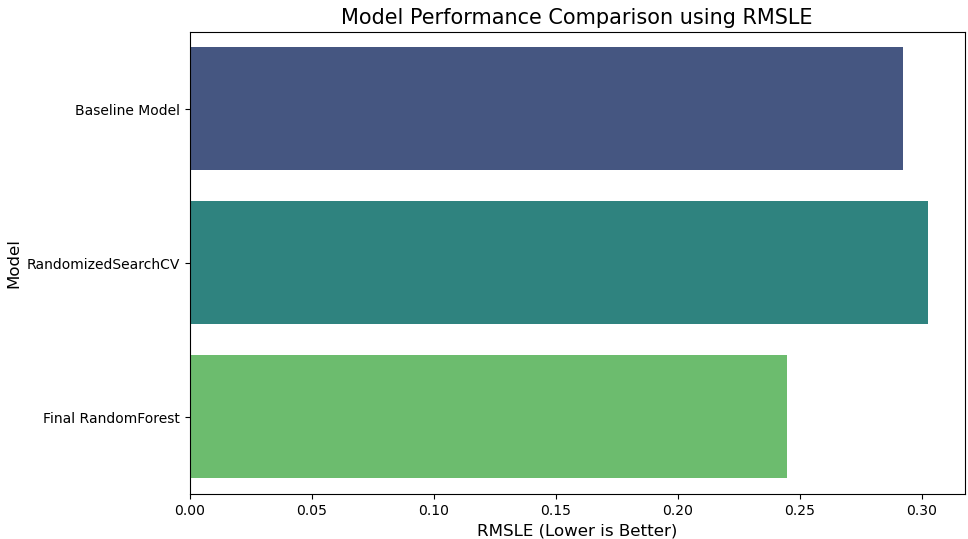 Model Performance Comparison using RMSLE
Model
Baseline Model
RandomizedSearchCV
Final RandomForest
0.00 0.05 0.10 0.15 0.20 0.25 0.30
RMSLE (Lower is Better)